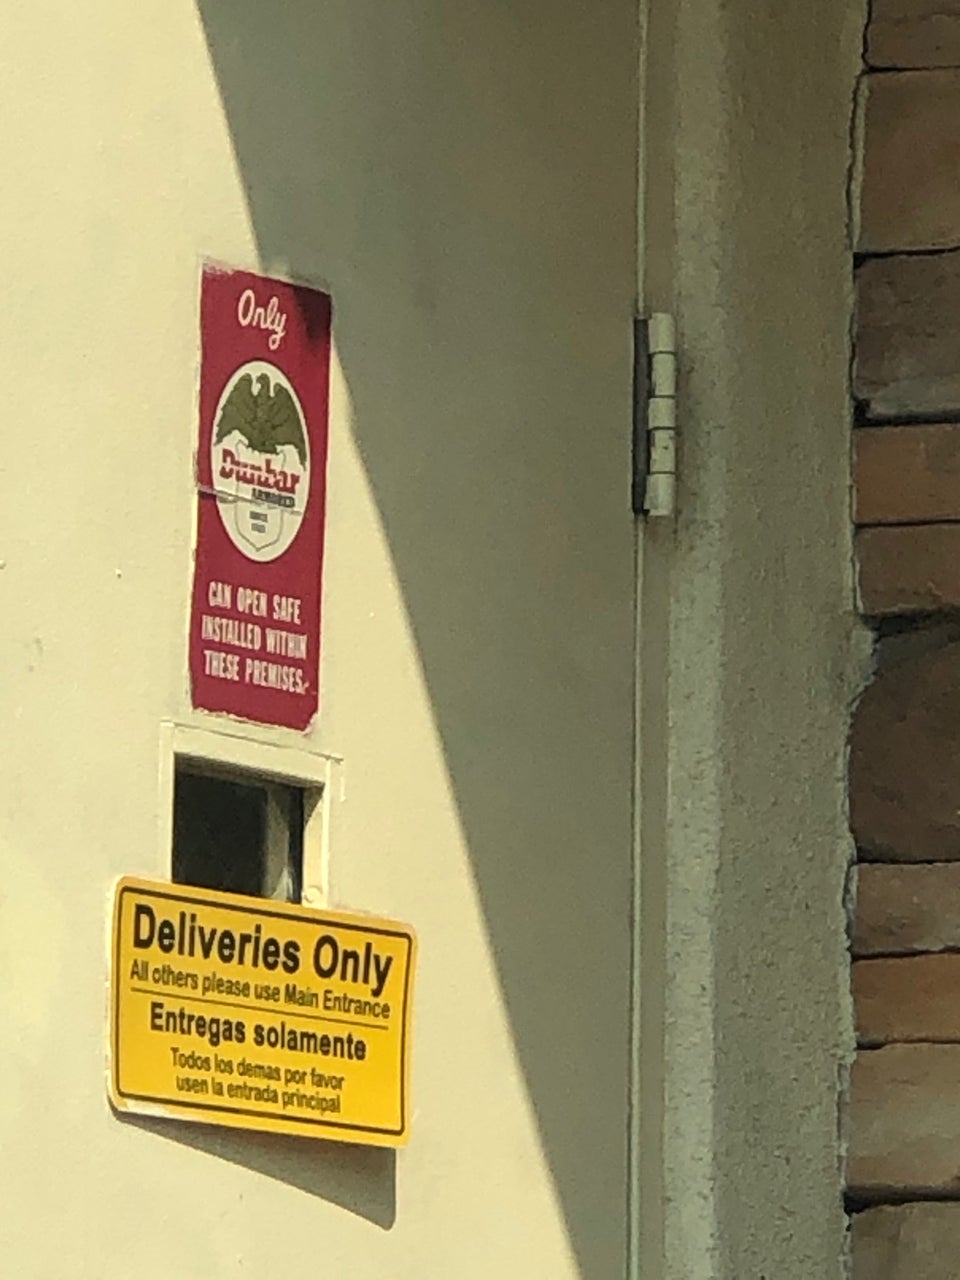 Only
Dunbar
ARMORED
CAN OPEN SAFE
INSTALLED WITHIN
THESE PREMISES.
Deliveries Only
All others please use Main Entrance
Entregas solamente
Todos los demas por favor
usen la entrada principal